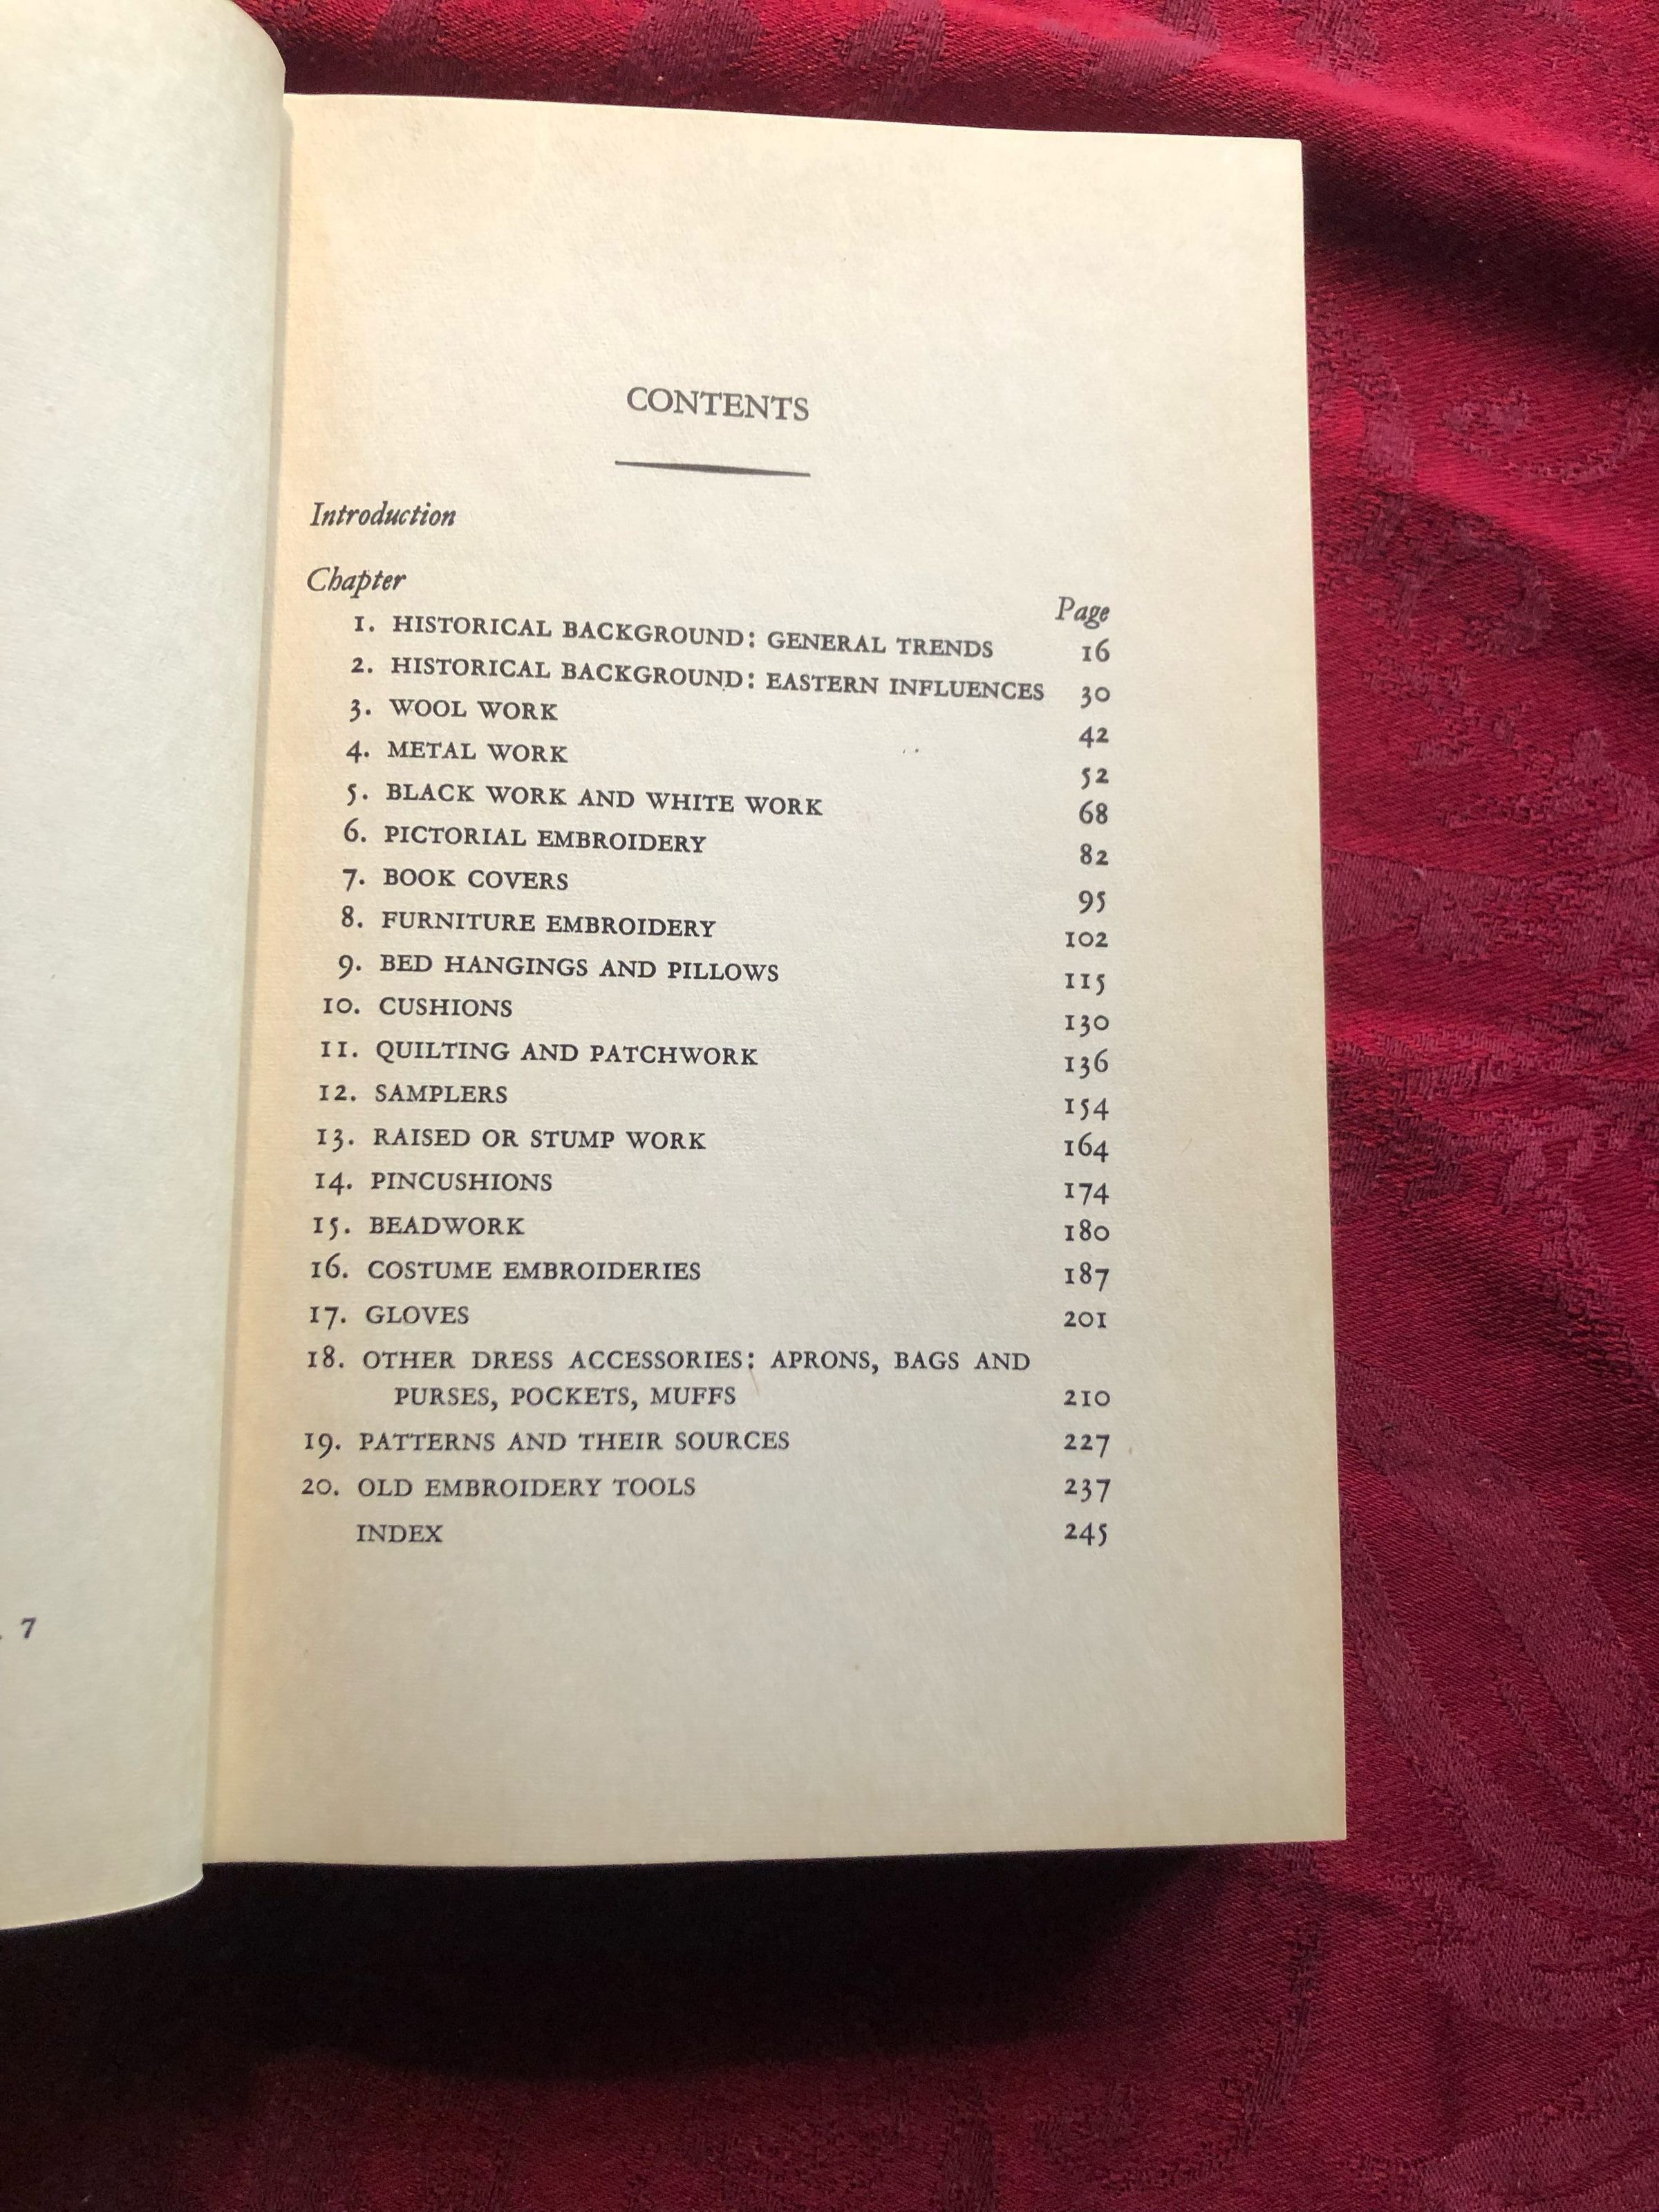 CONTENTS
Introduction
Chapter Page
1. HISTORICAL BACKGROUND: GENERAL TRENDS 16
2. HISTORICAL BACKGROUND: EASTERN INFLUENCES 30
3. WOOL WORK 42
4. METAL WORK 52
5. BLACK WORK AND WHITE WORK 68
6. PICTORIAL EMBROIDERY 82
7. BOOK COVERS 95
8. FURNITURE EMBROIDERY 102
9. BED HANGINGS AND PILLOWS 115
10. CUSHIONS 130
11. QUILTING AND PATCHWORK 136
12. SAMPLERS 154
13. RAISED OR STUMP WORK 164
14. PINCUSHIONS 174
15. BEADWORK 180
16. COSTUME EMBROIDERIES 187
17. GLOVES 201
18. OTHER DRESS ACCESSORIES: APRONS, BAGS AND
PURSES, POCKETS, MUFFS 210
19. PATTERNS AND THEIR SOURCES 227
20. OLD EMBROIDERY TOOLS 237
INDEX 245
. 7